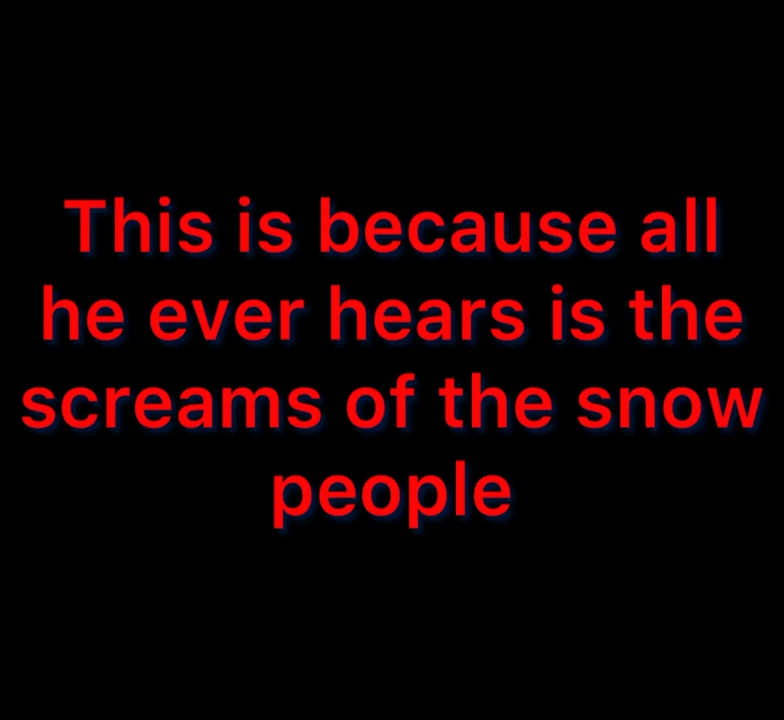 This is because all
he ever hears is the
screams of the snow
people